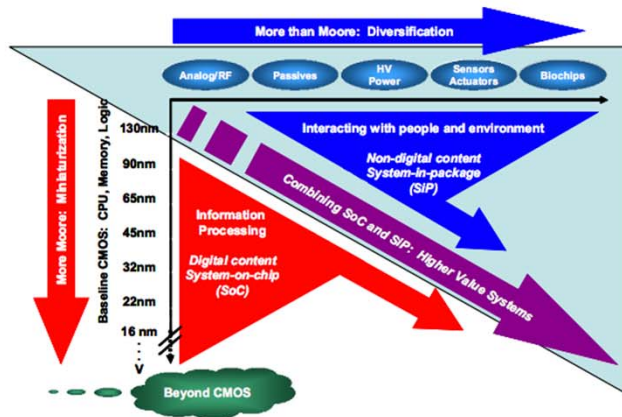 More than Moore: Diversification
Analog/RF
Passives
HV
Power
Sensors
Actuators
Biochips
More Moore: Miniaturization
Baseline CMOS: CPU, Memory, Logic
130nm
90nm
65nm
45nm
32nm
22nm
16 nm
V
Interacting with people and environment
Non-digital content
System-in-package
(SiP)
Combining SoC and SiP: Higher Value Systems
Information
Processing
Digital content
System-on-chip
(SoC)
Beyond CMOS